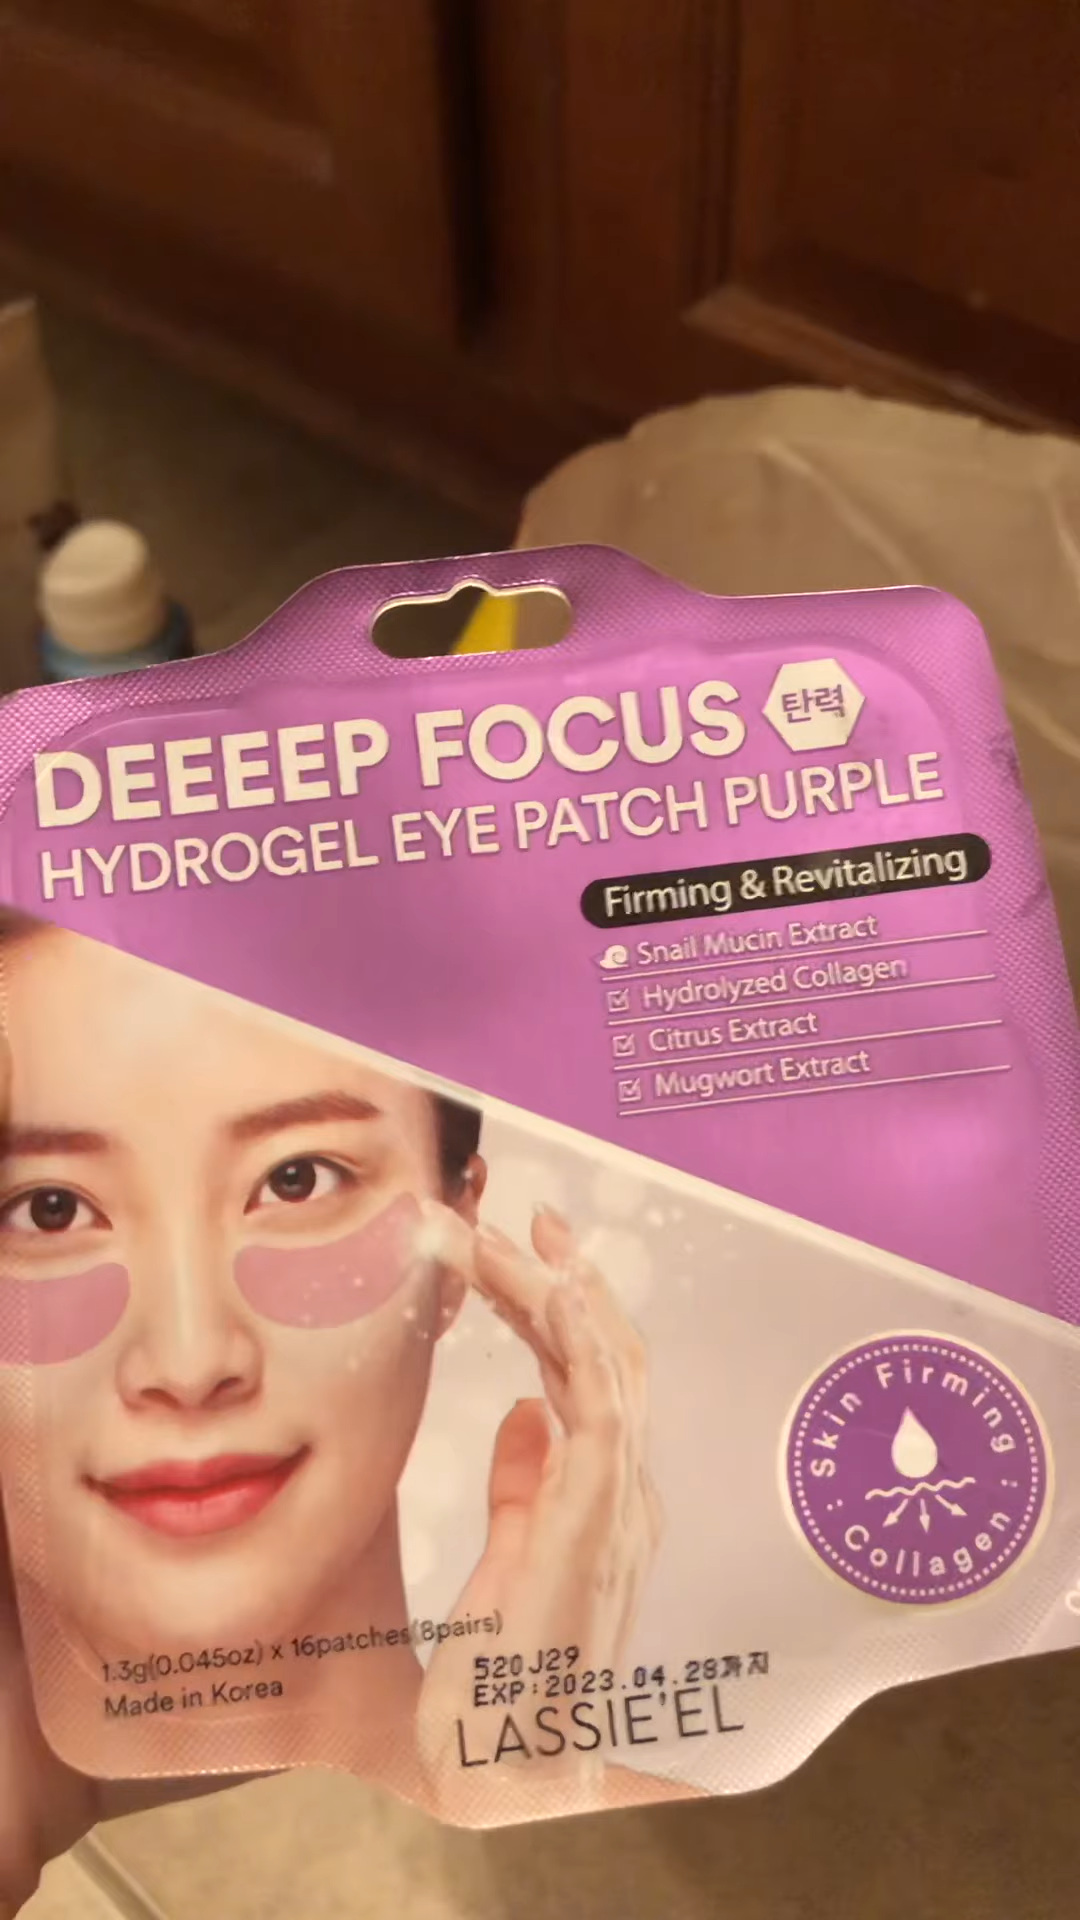 DEEEEP FOCUS 탄력
HYDROGEL EYE PATCH PURPLE
Firming & Revitalizing
Snail Mucin Extract
Hydrolyzed Collagen
Citrus Extract
Mugwort Extract
Skin Firming
Collagen
1.3g(0.045oz) x 16patches(8pairs)
Made in Korea
520J29
EXP:2023.04.28까지
LASSIE'EL